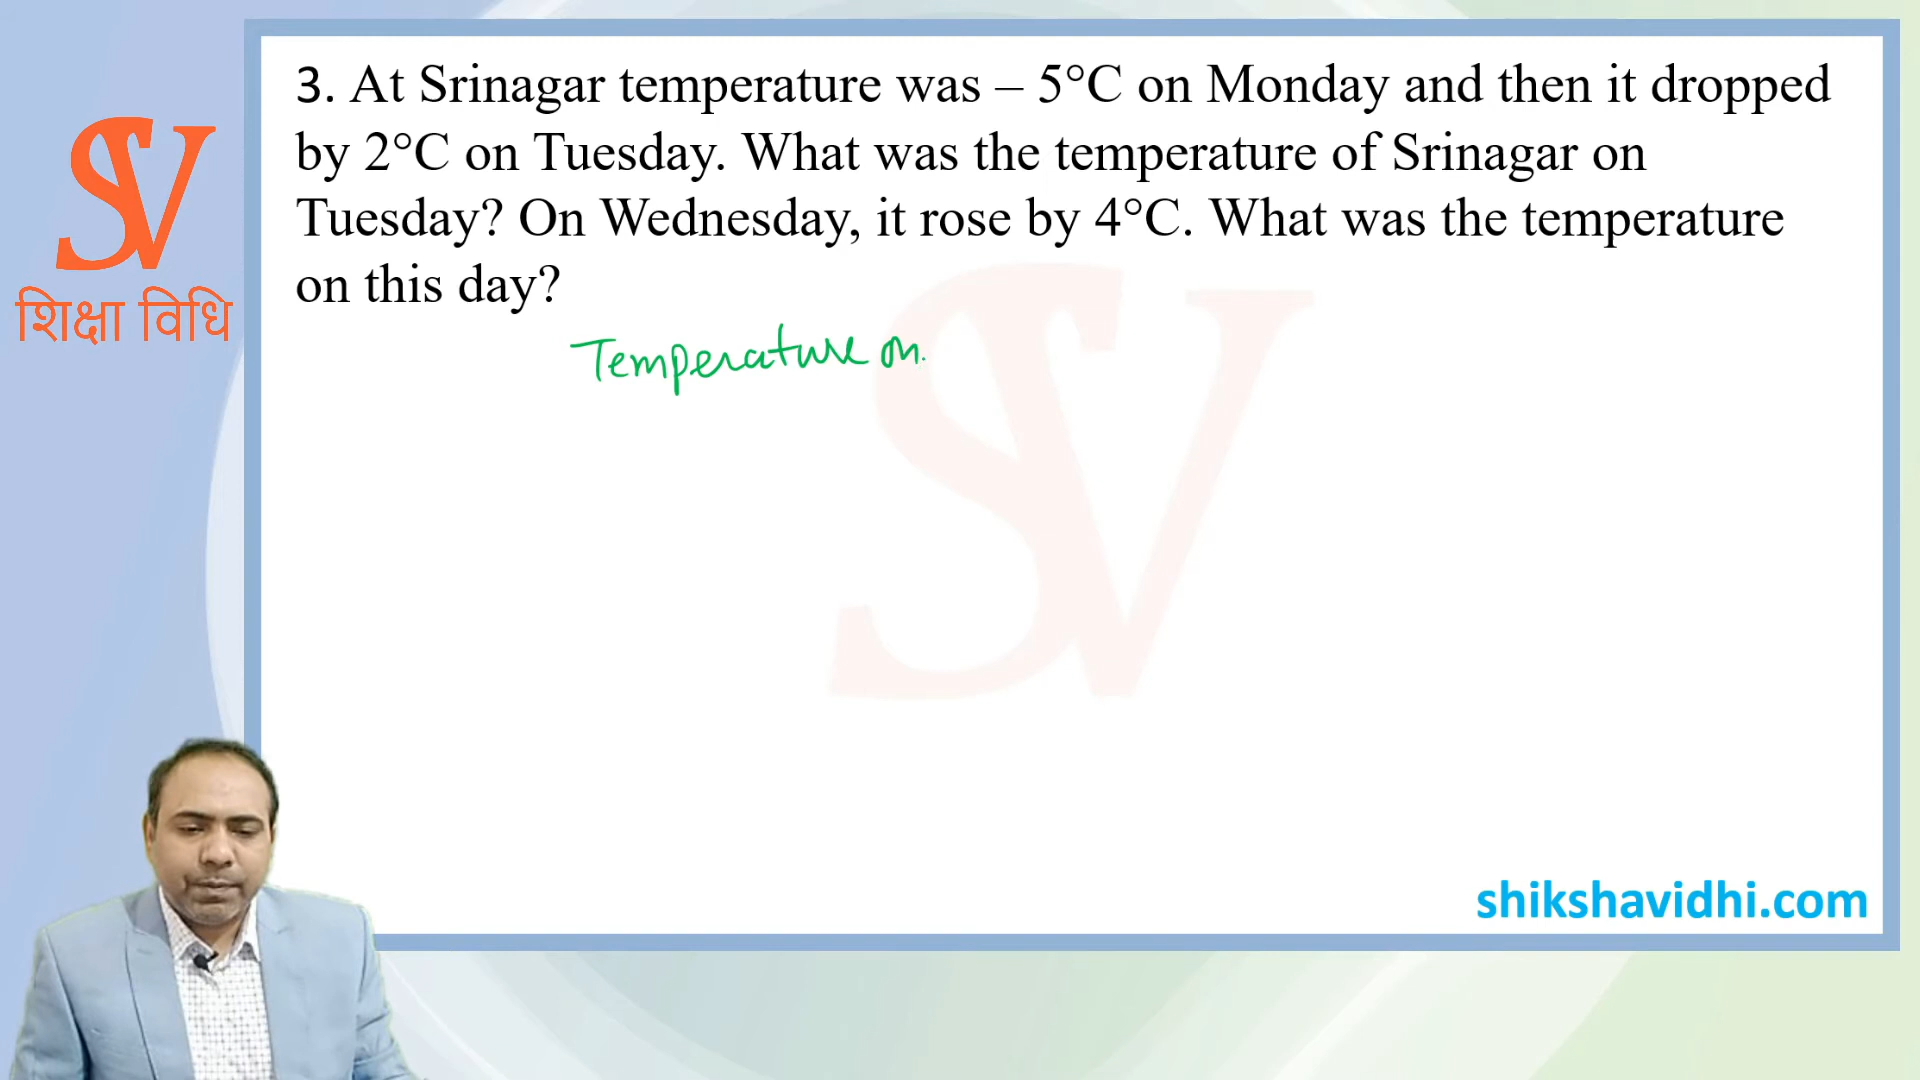 3. At Srinagar temperature was – 5°C on Monday and then it dropped
by 2°C on Tuesday. What was the temperature of Srinagar on
Tuesday? On Wednesday, it rose by 4°C. What was the temperature
on this day?
SV
शिक्षा विधि
Temperature on
SV
shikshavidhi.com